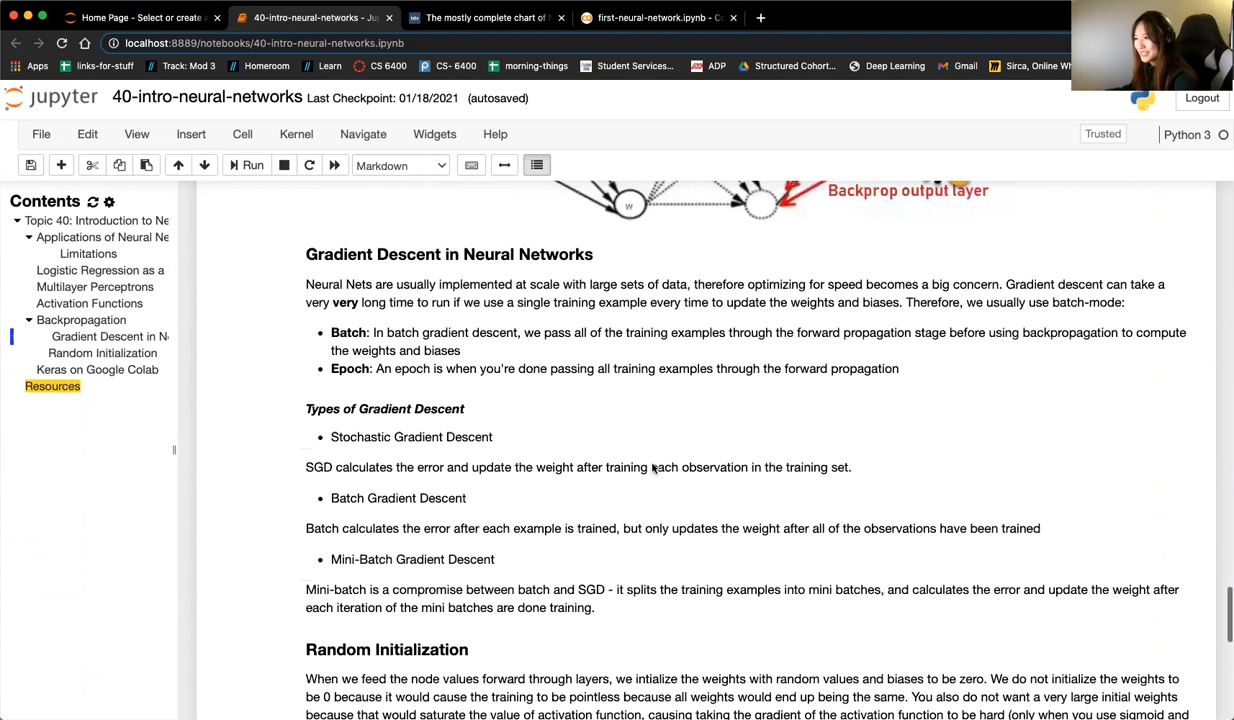 Home Page - Select or create a
40-intro-neural-networks - Jup
The mostly complete chart of N
first-neural-network.ipynb - Co
localhost:8889/notebooks/40-intro-neural-networks.ipynb
Apps links-for-stuff Track: Mod 3 Homeroom Learn CS 6400 CS- 6400 morning-things Student Services... ADP Structured Cohort... Deep Learning Gmail Sirca, Online Wh
jupyter 40-intro-neural-networks Last Checkpoint: 01/18/2021 (autosaved)
Logout
File Edit View Insert Cell Kernel Navigate Widgets Help
Trusted Python 3
Run Markdown
Contents
Topic 40: Introduction to Ne
Applications of Neural Ne
Limitations
Logistic Regression as a
Multilayer Perceptrons
Activation Functions
Backpropagation
Gradient Descent in N
Random Initialization
Keras on Google Colab
Resources
w
Backprop output layer
Gradient Descent in Neural Networks
Neural Nets are usually implemented at scale with large sets of data, therefore optimizing for speed becomes a big concern. Gradient descent can take a
very very long time to run if we use a single training example every time to update the weights and biases. Therefore, we usually use batch-mode:
• Batch: In batch gradient descent, we pass all of the training examples through the forward propagation stage before using backpropagation to compute
the weights and biases
• Epoch: An epoch is when you're done passing all training examples through the forward propagation
Types of Gradient Descent
• Stochastic Gradient Descent
SGD calculates the error and update the weight after training each observation in the training set.
• Batch Gradient Descent
Batch calculates the error after each example is trained, but only updates the weight after all of the observations have been trained
• Mini-Batch Gradient Descent
Mini-batch is a compromise between batch and SGD - it splits the training examples into mini batches, and calculates the error and update the weight after
each iteration of the mini batches are done training.
Random Initialization
When we feed the node values forward through layers, we intialize the weights with random values and biases to be zero. We do not initialize the weights to
be 0 because it would cause the training to be pointless because all weights would end up being the same. You also do not want a very large initial weights
because that would saturate the value of activation function, causing taking the gradient of the activation function to be hard (only when you use sigmoid and